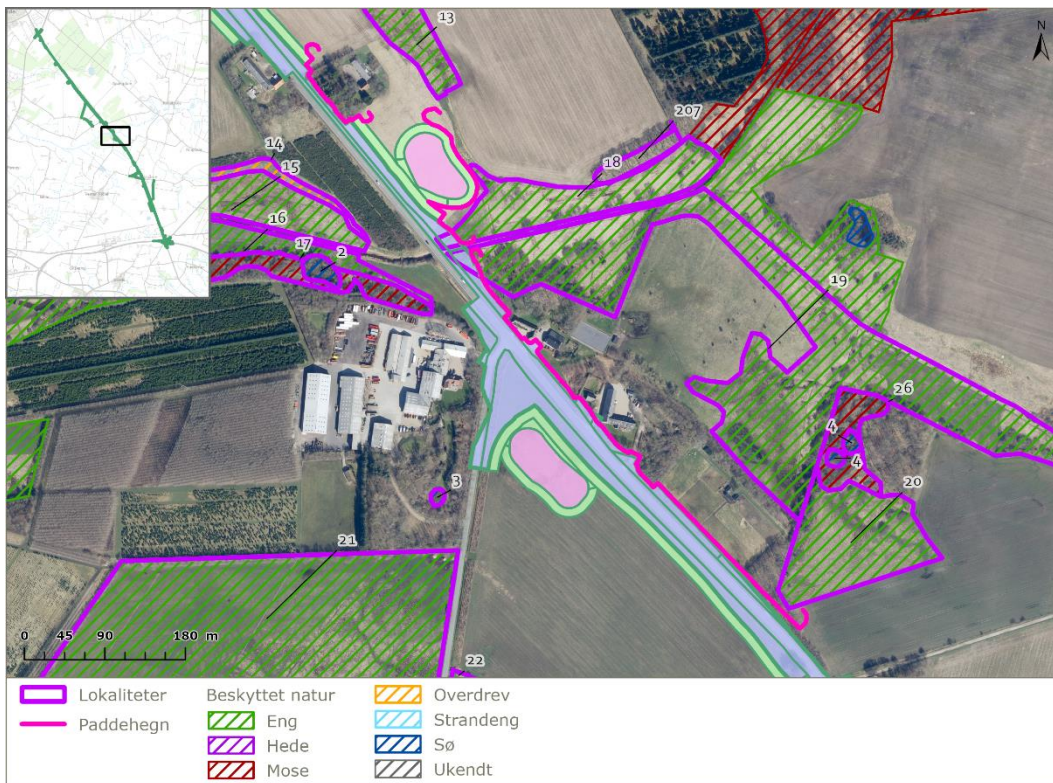 13
N
207
18
14
15
16
17
2
19
26
4
4
20
3
21
22
0 45 90 180 m
Lokaliteter
Paddehegn
Beskyttet natur
Eng
Hede
Mose
Overdrev
Strandeng
Sø
Ukendt